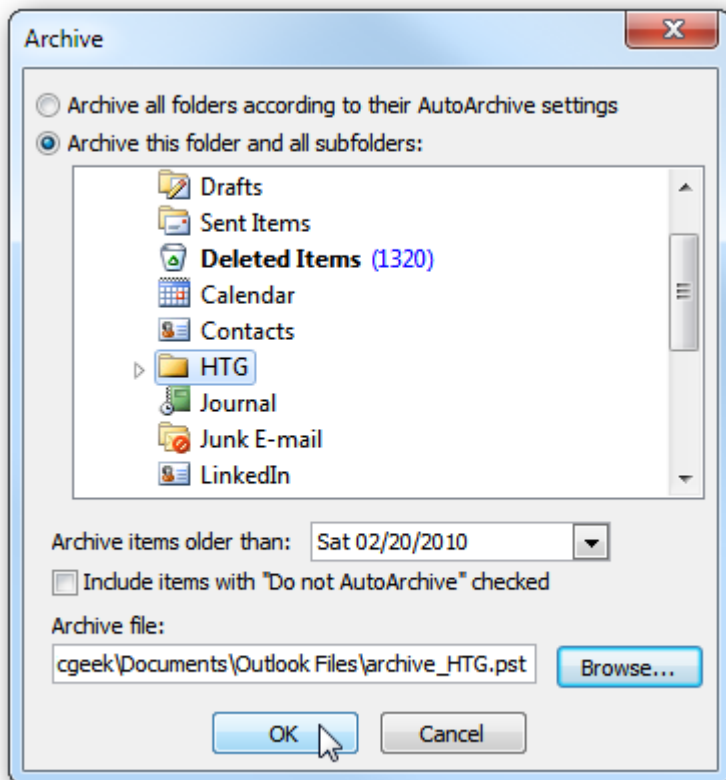 Archive
Archive all folders according to their AutoArchive settings
Archive this folder and all subfolders:
Drafts
Sent Items
Deleted Items (1320)
Calendar
Contacts
HTG
Journal
Junk E-mail
LinkedIn
Archive items older than: Sat 02/20/2010
Include items with "Do not AutoArchive" checked
Archive file:
cgeek\Documents\Outlook Files\archive_HTG.pst Browse...
OK Cancel